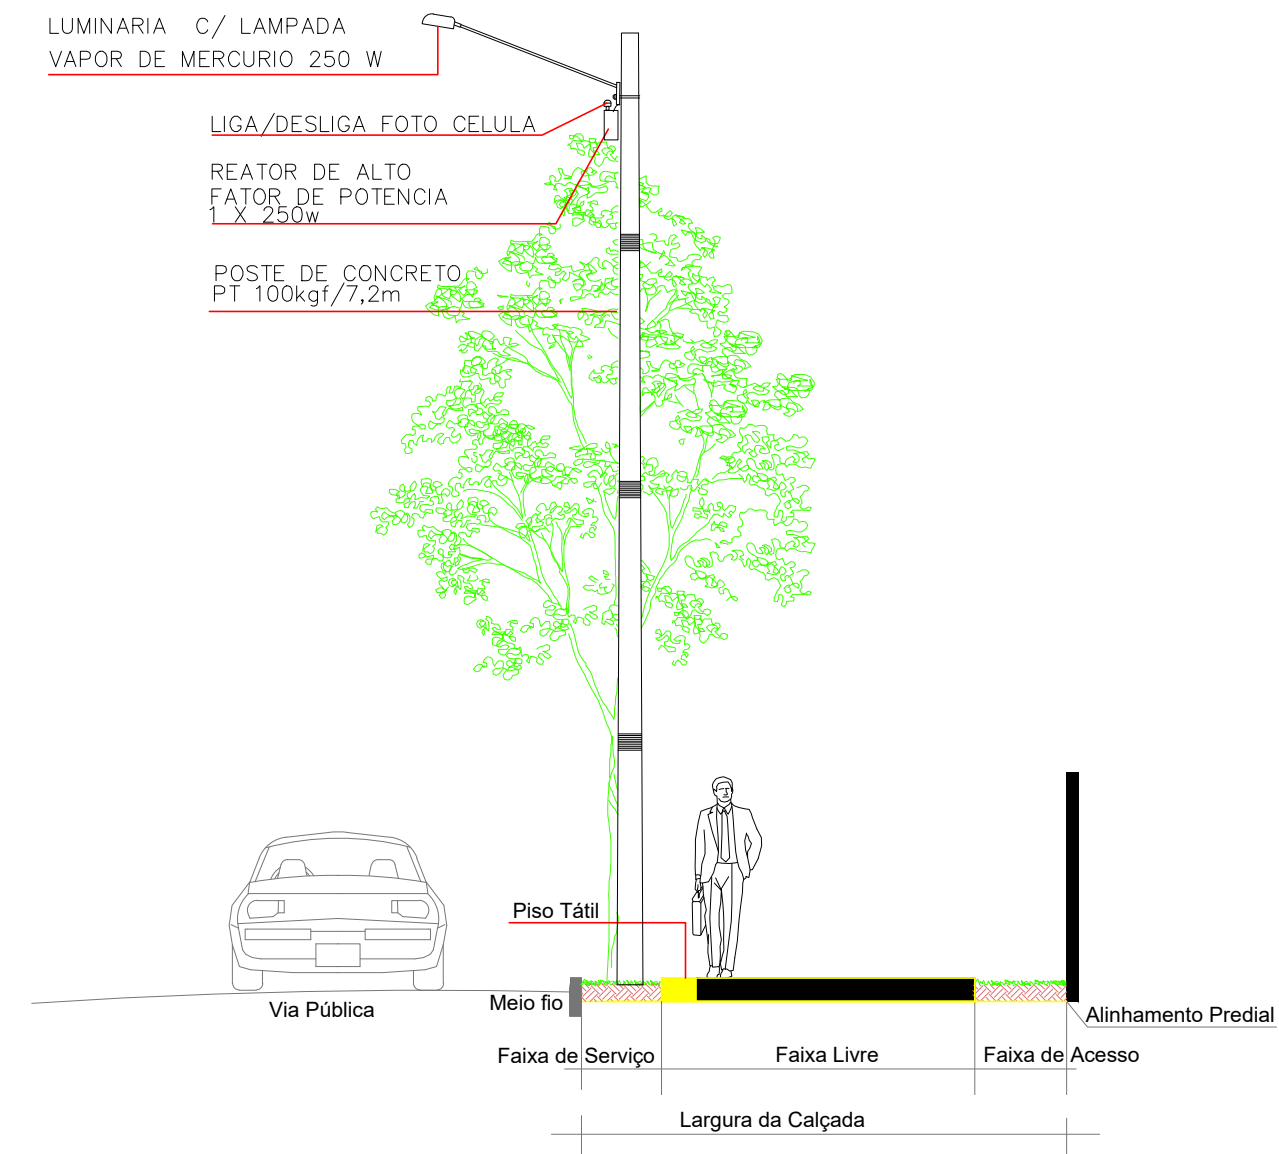 LUMINARIA C/ LAMPADA
VAPOR DE MERCURIO 250 W
LIGA/DESLIGA FOTO CELULA
REATOR DE ALTO
FATOR DE POTENCIA
1 X 250w
POSTE DE CONCRETO
PT 100kgf/7,2m
Piso Tátil
Via Pública
Meio fio
Alinhamento Predial
Faixa de Serviço
Faixa Livre
Faixa de Acesso
Largura da Calçada